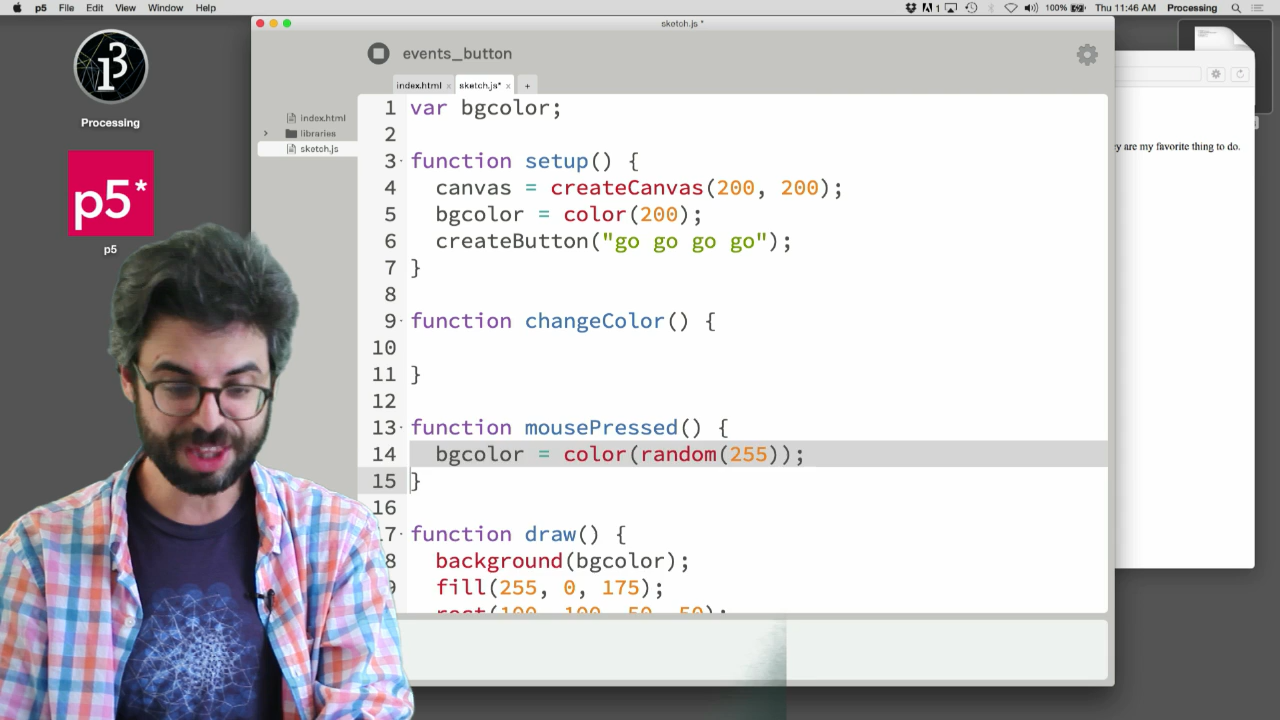 p5 File Edit View Window Help
100% Thu 11:46 AM Processing
sketch.js *
events_button
index.html x sketch.js* x +
index.html
libraries
sketch.js
Processing
p5*
p5
1 var bgcolor;
2
3 function setup() {
4 canvas = createCanvas(200, 200);
5 bgcolor = color(200);
6 createButton("go go go go");
7 }
8
9 function changeColor() {
10
11 }
12
13 function mousePressed() {
14 bgcolor = color(random(255));
15 }
16
17 function draw() {
8 background(bgcolor);
fill(255, 0, 175);
rect(100, 100, 50, 50);
are my favorite thing to do.